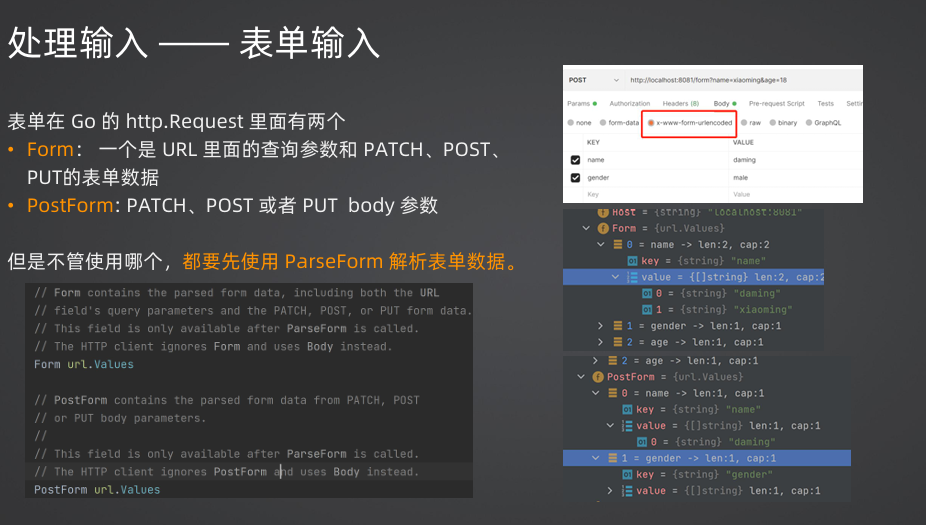 处理输入 —— 表单输入
表单在 Go 的 http.Request 里面有两个
• Form： 一个是 URL 里面的查询参数和 PATCH、POST、
PUT的表单数据
• PostForm: PATCH、POST 或者 PUT body 参数
但是不管使用哪个，都要先使用 ParseForm 解析表单数据。
// Form contains the parsed form data, including both the URL
// field's query parameters and the PATCH, POST, or PUT form data.
// This field is only available after ParseForm is called.
// The HTTP client ignores Form and uses Body instead.
Form url.Values
// PostForm contains the parsed form data from PATCH, POST
// or PUT body parameters.
//
// This field is only available after ParseForm is called.
// The HTTP client ignores PostForm and uses Body instead.
PostForm url.Values
POST http://localhost:8081/form?name=xiaoming&age=18
Params Authorization Headers (8) Body Pre-request Script Tests Settin
none form-data x-www-form-urlencoded raw binary GraphQL
KEY VALUE
name daming
gender male
Key Value
Host = {string} "localhost:8081"
Form = {url.Values}
0 = name -> len:2, cap:2
key = {string} "name"
value = {[]string} len:2, cap:2
0 = {string} "daming"
1 = {string} "xiaoming"
1 = gender -> len:1, cap:1
2 = age -> len:1, cap:1
2 = age -> len:1, cap:1
PostForm = {url.Values}
0 = name -> len:1, cap:1
key = {string} "name"
value = {[]string} len:1, cap:1
0 = {string} "daming"
1 = gender -> len:1, cap:1
key = {string} "gender"
value = {[]string} len:1, cap:1